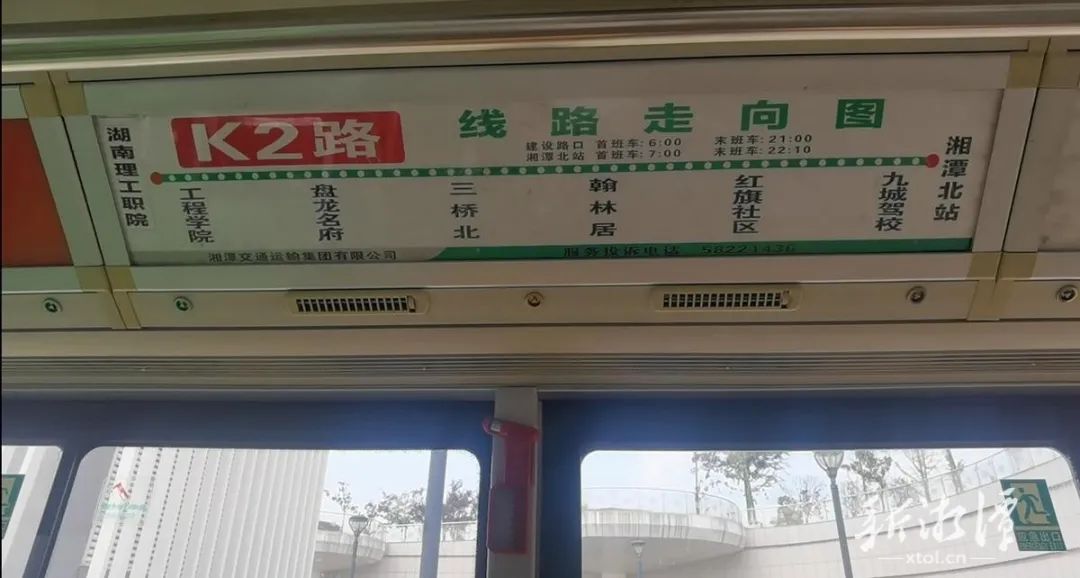 湖南理工职院
K2路
线路走向图
建设路口 首班车:6:00 末班车:21:00
湘潭北站 首班车:7:00 末班车:22:10
工程学院
盘龙名府
三桥北
翰林居
红旗社区
九城驾校
湘潭北站
湘潭交通运输集团有限公司
服务投诉电话 58221436
应急出口
新湘潭
xtol.cn